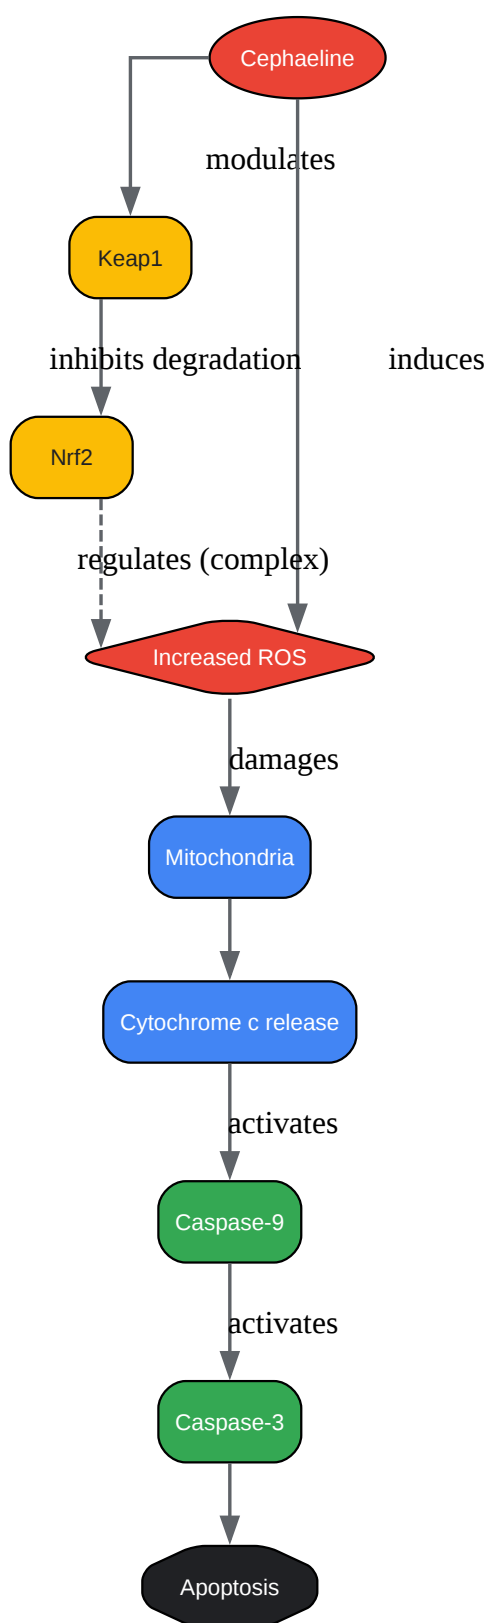 Cephaeline
modulates
Keap1
inhibits degradation
induces
Nrf2
regulates (complex)
Increased ROS
damages
Mitochondria
Cytochrome c release
activates
Caspase-9
activates
Caspase-3
Apoptosis